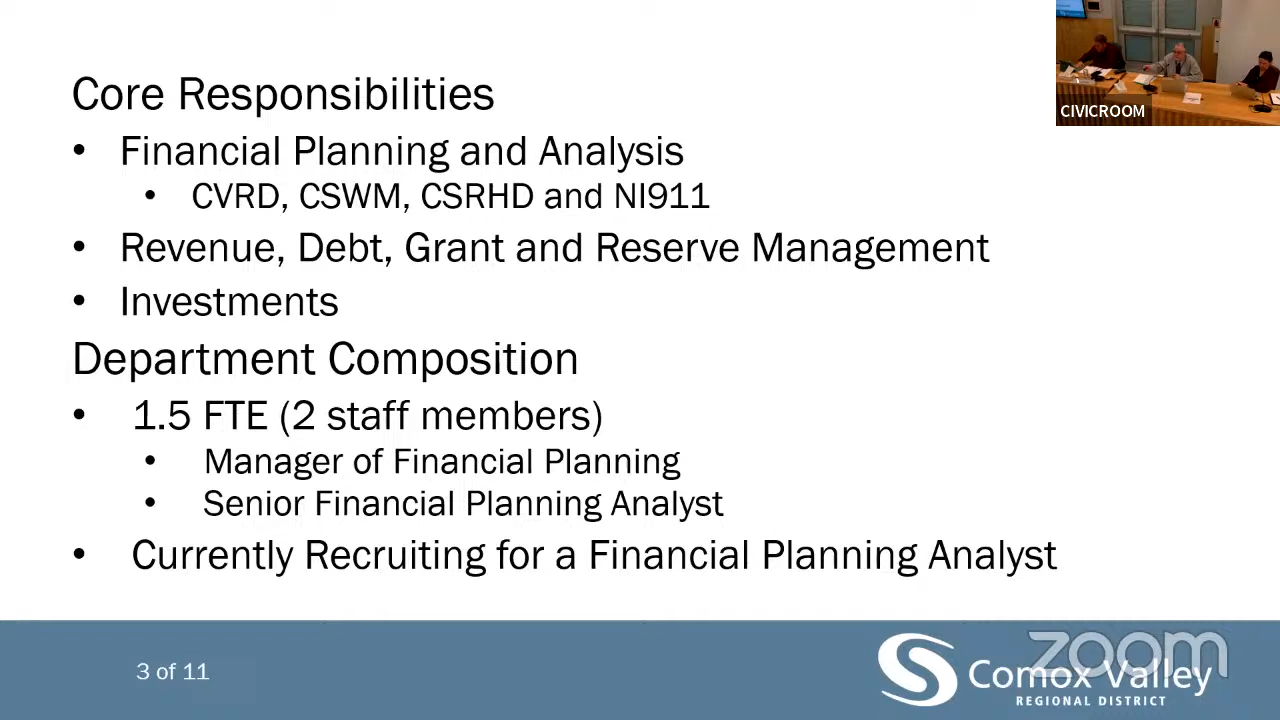 Core Responsibilities
• Financial Planning and Analysis
• CVRD, CSWM, CSRHD and NI911
• Revenue, Debt, Grant and Reserve Management
• Investments
Department Composition
• 1.5 FTE (2 staff members)
• Manager of Financial Planning
• Senior Financial Planning Analyst
• Currently Recruiting for a Financial Planning Analyst
CIVICROOM
3 of 11
zoom
Comox Valley
REGIONAL DISTRICT